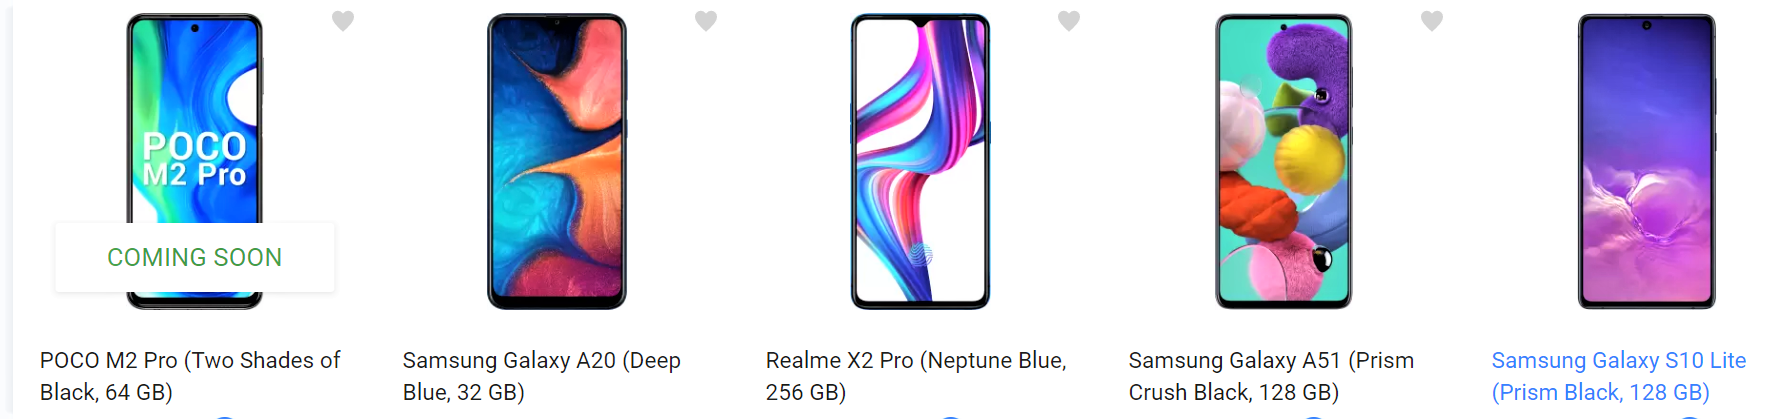 POCO
M2 Pro
COMING SOON
POCO M2 Pro (Two Shades of
Black, 64 GB)
Samsung Galaxy A20 (Deep
Blue, 32 GB)
Realme X2 Pro (Neptune Blue,
256 GB)
Samsung Galaxy A51 (Prism
Crush Black, 128 GB)
Samsung Galaxy S10 Lite
(Prism Black, 128 GB)